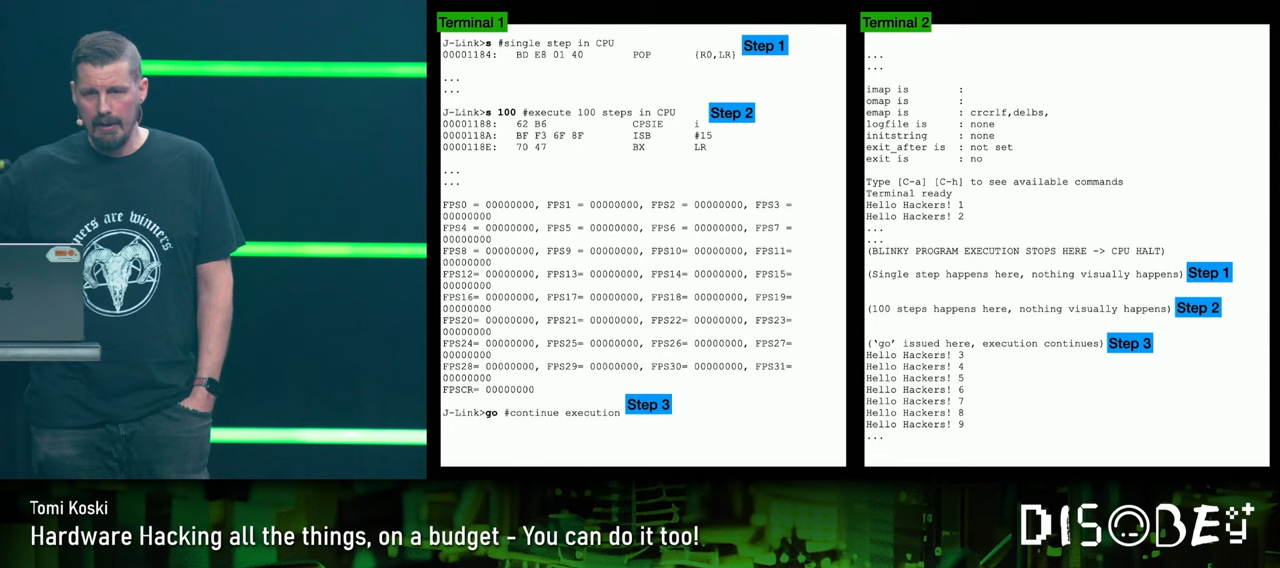 Terminal 1
J-Link>s #single step in CPU
Step 1
00001184: BD E8 01 40 POP {R0,LR}
...
...
J-Link>s 100 #execute 100 steps in CPU
Step 2
00001188: 62 B6 CPSIE i
0000118A: BF F3 6F 8F ISB #15
0000118E: 70 47 BX LR
...
...
FPS0 = 00000000, FPS1 = 00000000, FPS2 = 00000000, FPS3 =
00000000
FPS4 = 00000000, FPS5 = 00000000, FPS6 = 00000000, FPS7 =
00000000
FPS8 = 00000000, FPS9 = 00000000, FPS10= 00000000, FPS11=
00000000
FPS12= 00000000, FPS13= 00000000, FPS14= 00000000, FPS15=
00000000
FPS16= 00000000, FPS17= 00000000, FPS18= 00000000, FPS19=
00000000
FPS20= 00000000, FPS21= 00000000, FPS22= 00000000, FPS23=
00000000
FPS24= 00000000, FPS25= 00000000, FPS26= 00000000, FPS27=
00000000
FPS28= 00000000, FPS29= 00000000, FPS30= 00000000, FPS31=
00000000
FPSCR= 00000000
J-Link>go #continue execution
Step 3
Terminal 2
...
...
imap is :
omap is :
emap is : crcrlf,delbs,
logfile is : none
initstring : none
exit_after is : not set
exit is : no
Type [C-a] [C-h] to see available commands
Terminal ready
Hello Hackers! 1
Hello Hackers! 2
...
...
(BLINKY PROGRAM EXECUTION STOPS HERE -> CPU HALT)
(Single step happens here, nothing visually happens)
Step 1
(100 steps happens here, nothing visually happens)
Step 2
('go' issued here, execution continues)
Step 3
Hello Hackers! 3
Hello Hackers! 4
Hello Hackers! 5
Hello Hackers! 6
Hello Hackers! 7
Hello Hackers! 8
Hello Hackers! 9
...
are winners
Tomi Koski
Hardware Hacking all the things, on a budget - You can do it too!
DISOBEY